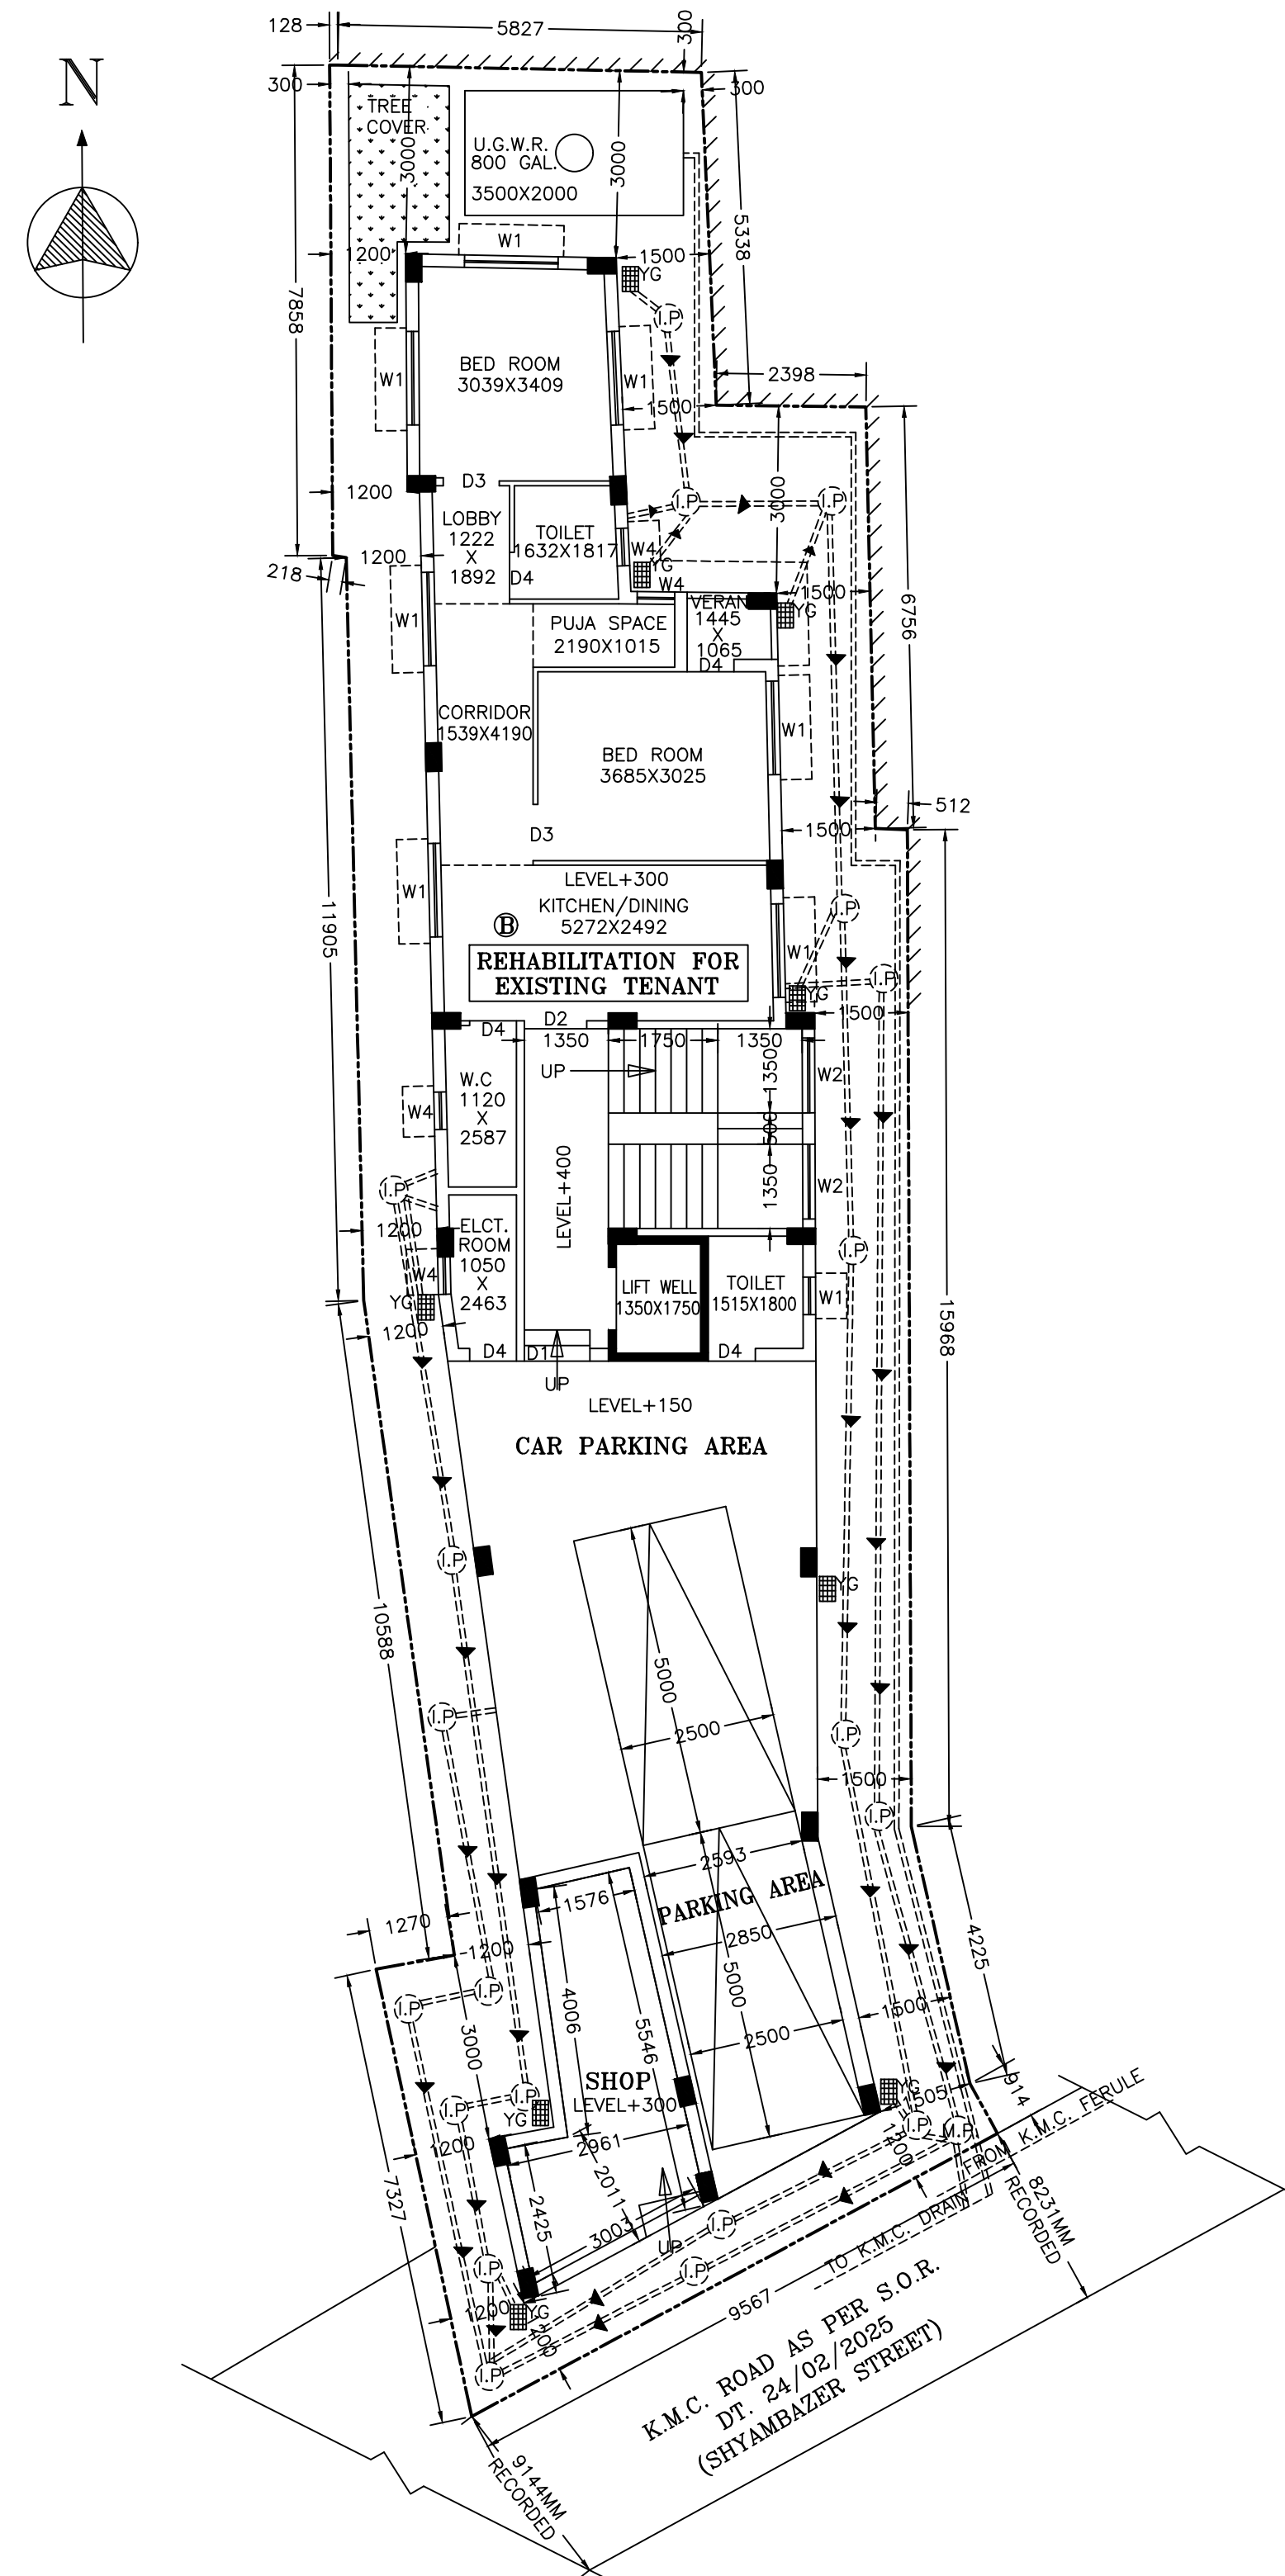 128
5827
300
N
300
300
TREE
COVER
3000
U.G.W.R.
800 GAL.
3500X2000
3000
5338
W1
1200
1500
YG
I.P
7858
BED ROOM
3039X3409
W1
W1
2398
1500
D3
1200
LOBBY
1222
X
1892
TOILET
1632X1817
D4
I.P
I.P
3000
1200
218
W4
YG
W4
1500
YG
6756
W1
PUJA SPACE
2190X1015
1445
X
1065
D4
CORRIDOR
1539X4190
BED ROOM
3685X3025
W1
512
1500
D3
LEVEL+300
KITCHEN/DINING
5272X2492
W1
B
W1
I.P
I.P
YG
REHABILITATION FOR
EXISTING TENANT
11905
1500
D4
D2
1350
1750
1350
UP
1350
W2
W.C
1120
X
2587
W4
500
LEVEL+400
1350
W2
I.P
1200
I.P
ELCT.
ROOM
1050
X
2463
W4
YG
1200
LIFT WELL
1350X1750
TOILET
1515X1800
W1
15968
D4
D1
D4
UP
LEVEL+150
CAR PARKING AREA
I.P
YG
10588
5000
2500
I.P
I.P
1500
I.P
2593
PARKING AREA
1576
1270
1200
2850
4225
I.P
I.P
4006
5546
5000
3000
2500
1500
SHOP
LEVEL+300
I.P
I.P
YG
YG
1505
914
I.P
M.P
1200
FROM K.M.C. FERULE
1200
2961
2011
7327
2425
3003
UP
I.P
TO K.M.C. DRAIN
8231MM
RECORDED
I.P
I.P
1200
YG
1200
I.P
9567
K.M.C. ROAD AS PER S.O.R.
DT. 24/02/2025
(SHYAMBAZER STREET)
9144MM
RECORDED